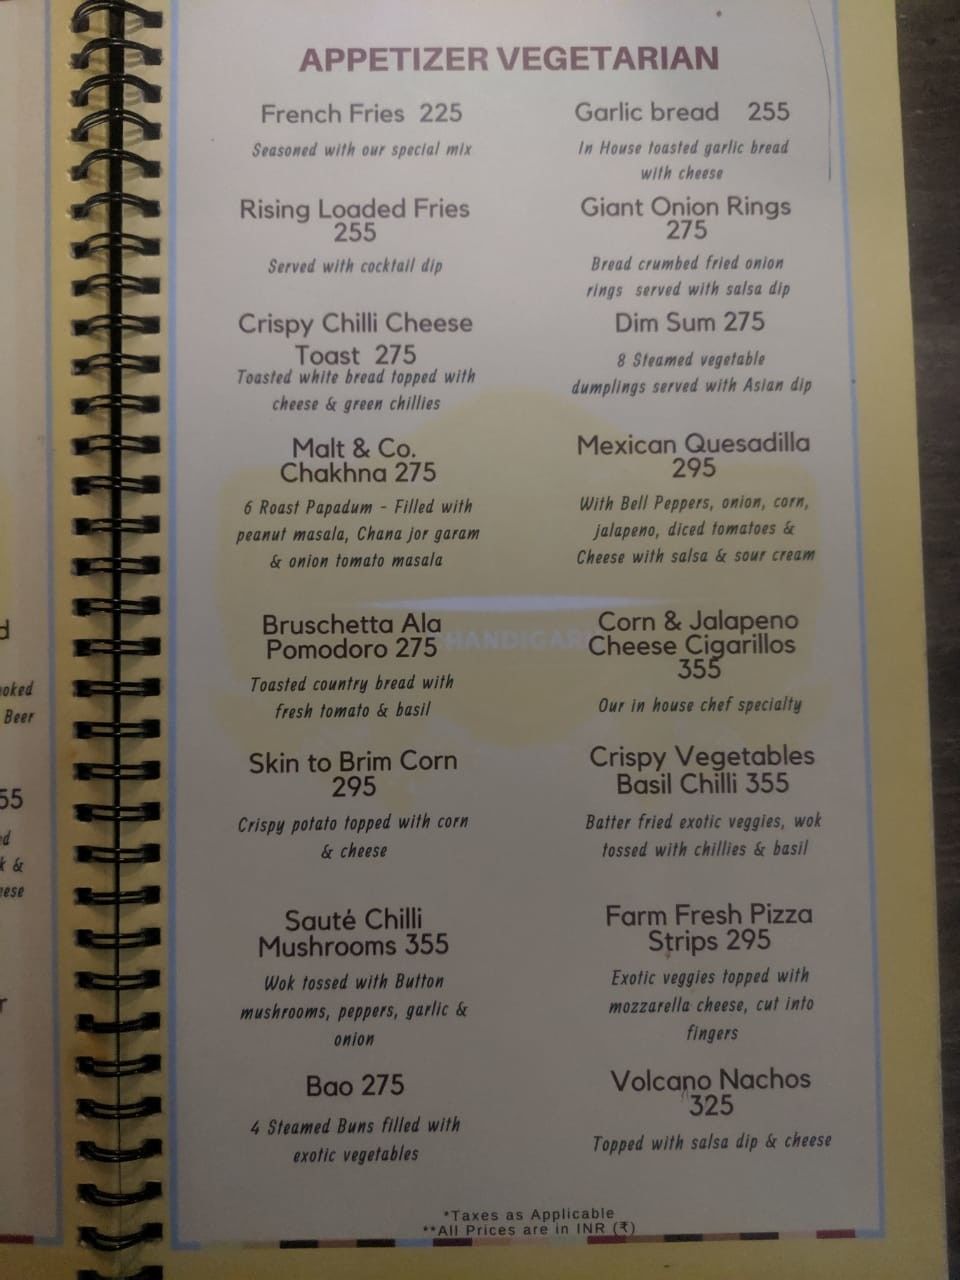 APPETIZER VEGETARIAN
French Fries 225
Seasoned with our special mix
Rising Loaded Fries
255
Served with cocktail dip
Crispy Chilli Cheese
Toast 275
Toasted white bread topped with
cheese & green chillies
Malt & Co.
Chakhna 275
6 Roast Papadum - Filled with
peanut masala, Chana jor garam
& onion tomato masala
Bruschetta Ala
Pomodoro 275
Toasted country bread with
fresh tomato & basil
Skin to Brim Corn
295
Crispy potato topped with corn
& cheese
Sauté Chilli
Mushrooms 355
Wok tossed with Button
mushrooms, peppers, garlic &
onion
Bao 275
4 Steamed Buns filled with
exotic vegetables
Garlic bread 255
In House toasted garlic bread
with cheese
Giant Onion Rings
275
Bread crumbed fried onion
rings served with salsa dip
Dim Sum 275
8 Steamed vegetable
dumplings served with Asian dip
Mexican Quesadilla
295
With Bell Peppers, onion, corn,
jalapeno, diced tomatoes &
Cheese with salsa & sour cream
Corn & Jalapeno
Cheese Cigarillos
355
Our in house chef specialty
Crispy Vegetables
Basil Chilli 355
Batter fried exotic veggies, wok
tossed with chillies & basil
Farm Fresh Pizza
Strips 295
Exotic veggies topped with
mozzarella cheese, cut into
fingers
Volcano Nachos
325
Topped with salsa dip & cheese
*Taxes as Applicable
**All Prices are in INR (₹)
Beer